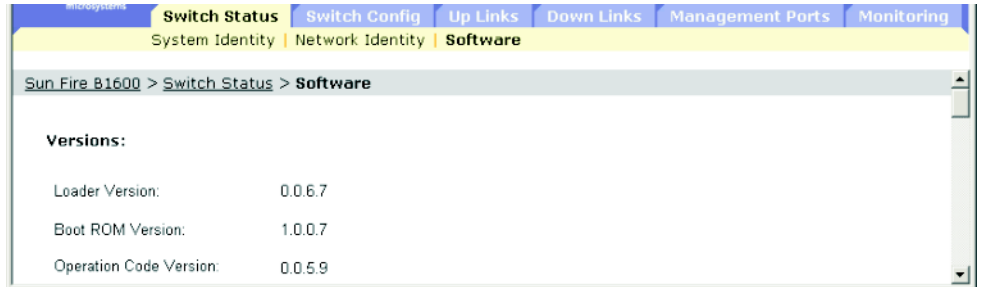 microsystems
Switch Status Switch Config Up Links Down Links Management Ports Monitoring
System Identity | Network Identity | Software
Sun Fire B1600 > Switch Status > Software
Versions:
Loader Version: 0.0.6.7
Boot ROM Version: 1.0.0.7
Operation Code Version: 0.0.5.9